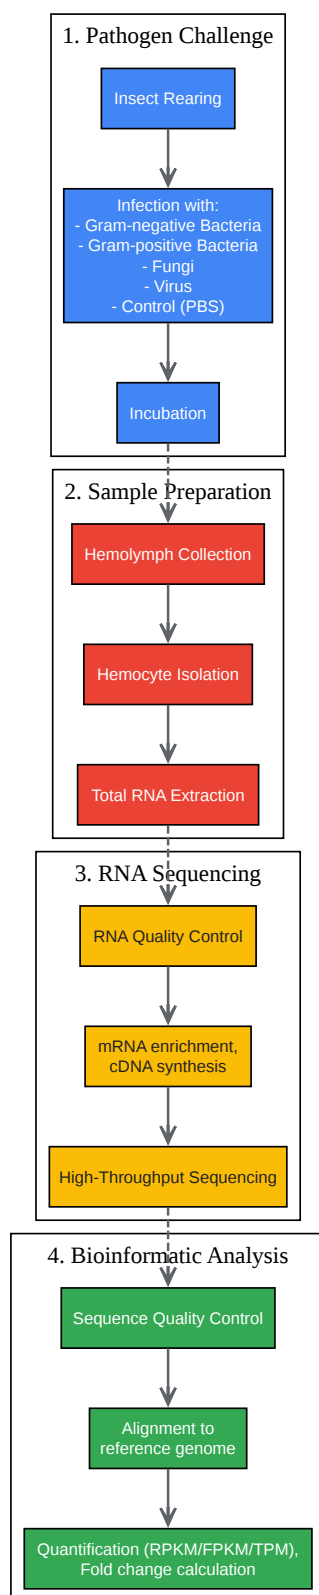 1. Pathogen Challenge
Insect Rearing
Infection with:
- Gram-negative Bacteria
- Gram-positive Bacteria
- Fungi
- Virus
- Control (PBS)
Incubation
2. Sample Preparation
Hemolymph Collection
Hemocyte Isolation
Total RNA Extraction
3. RNA Sequencing
RNA Quality Control
mRNA enrichment,
cDNA synthesis
High-Throughput Sequencing
4. Bioinformatic Analysis
Sequence Quality Control
Alignment to
reference genome
Quantification (RPKM/FPKM/TPM),
Fold change calculation